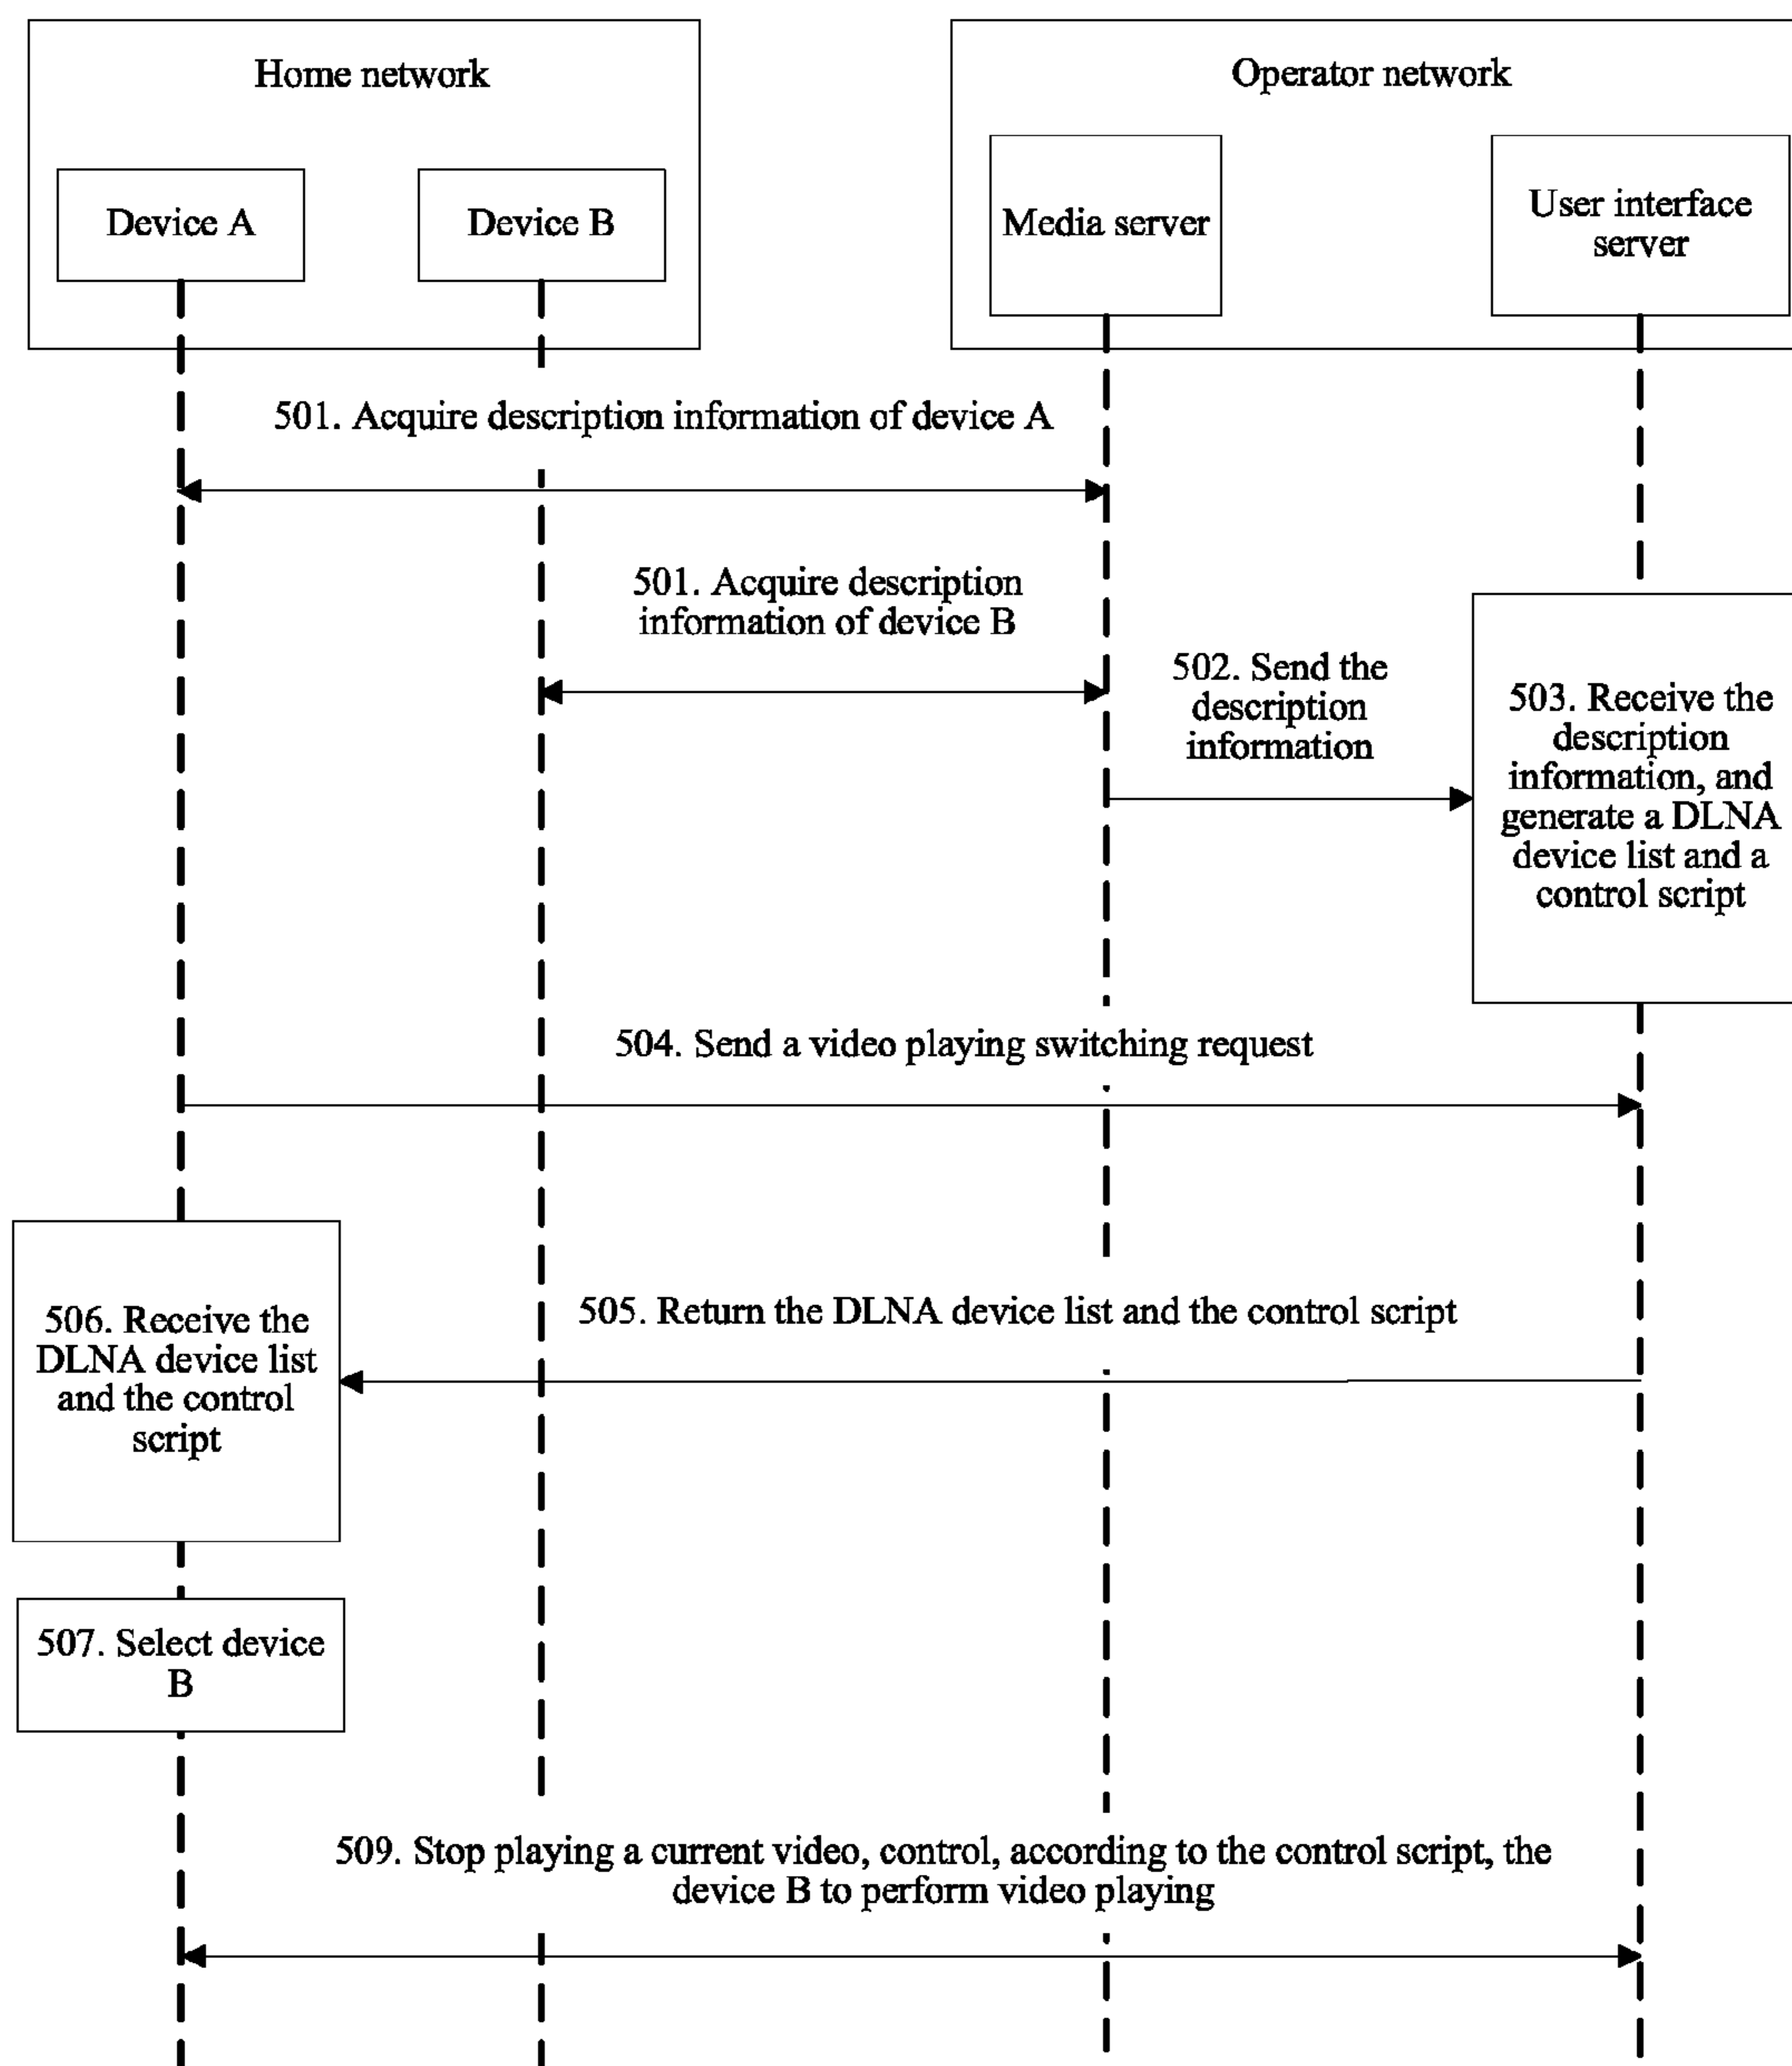 Home network
Operator network
Device A
Device B
Media server
User interface
server
501. Acquire description information of device A
501. Acquire description
information of device B
502. Send the
description
information
503. Receive the
description
information, and
generate a DLNA
device list and a
control script
504. Send a video playing switching request
505. Return the DLNA device list and the control script
506. Receive the
DLNA device list
and the control
script
507. Select device
B
509. Stop playing a current video, control, according to the control script, the
device B to perform video playing